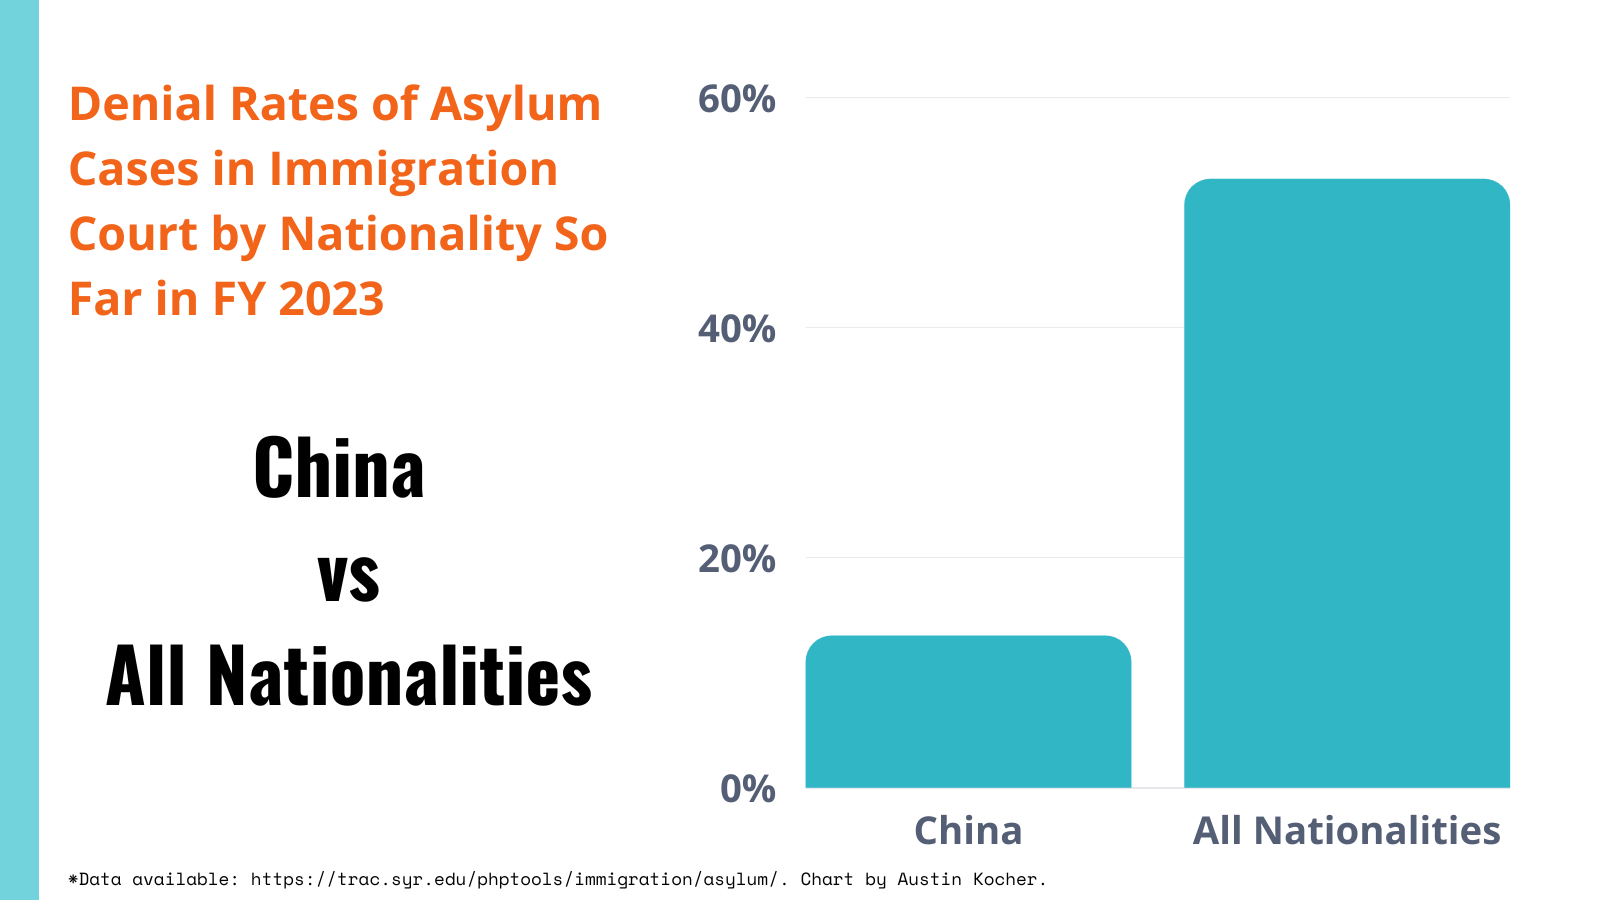 Denial Rates of Asylum
Cases in Immigration
Court by Nationality So
Far in FY 2023
China
vs
All Nationalities
60%
40%
20%
0%
China
All Nationalities
*Data available: https://trac.syr.edu/phptools/immigration/asylum/. Chart by Austin Kocher.